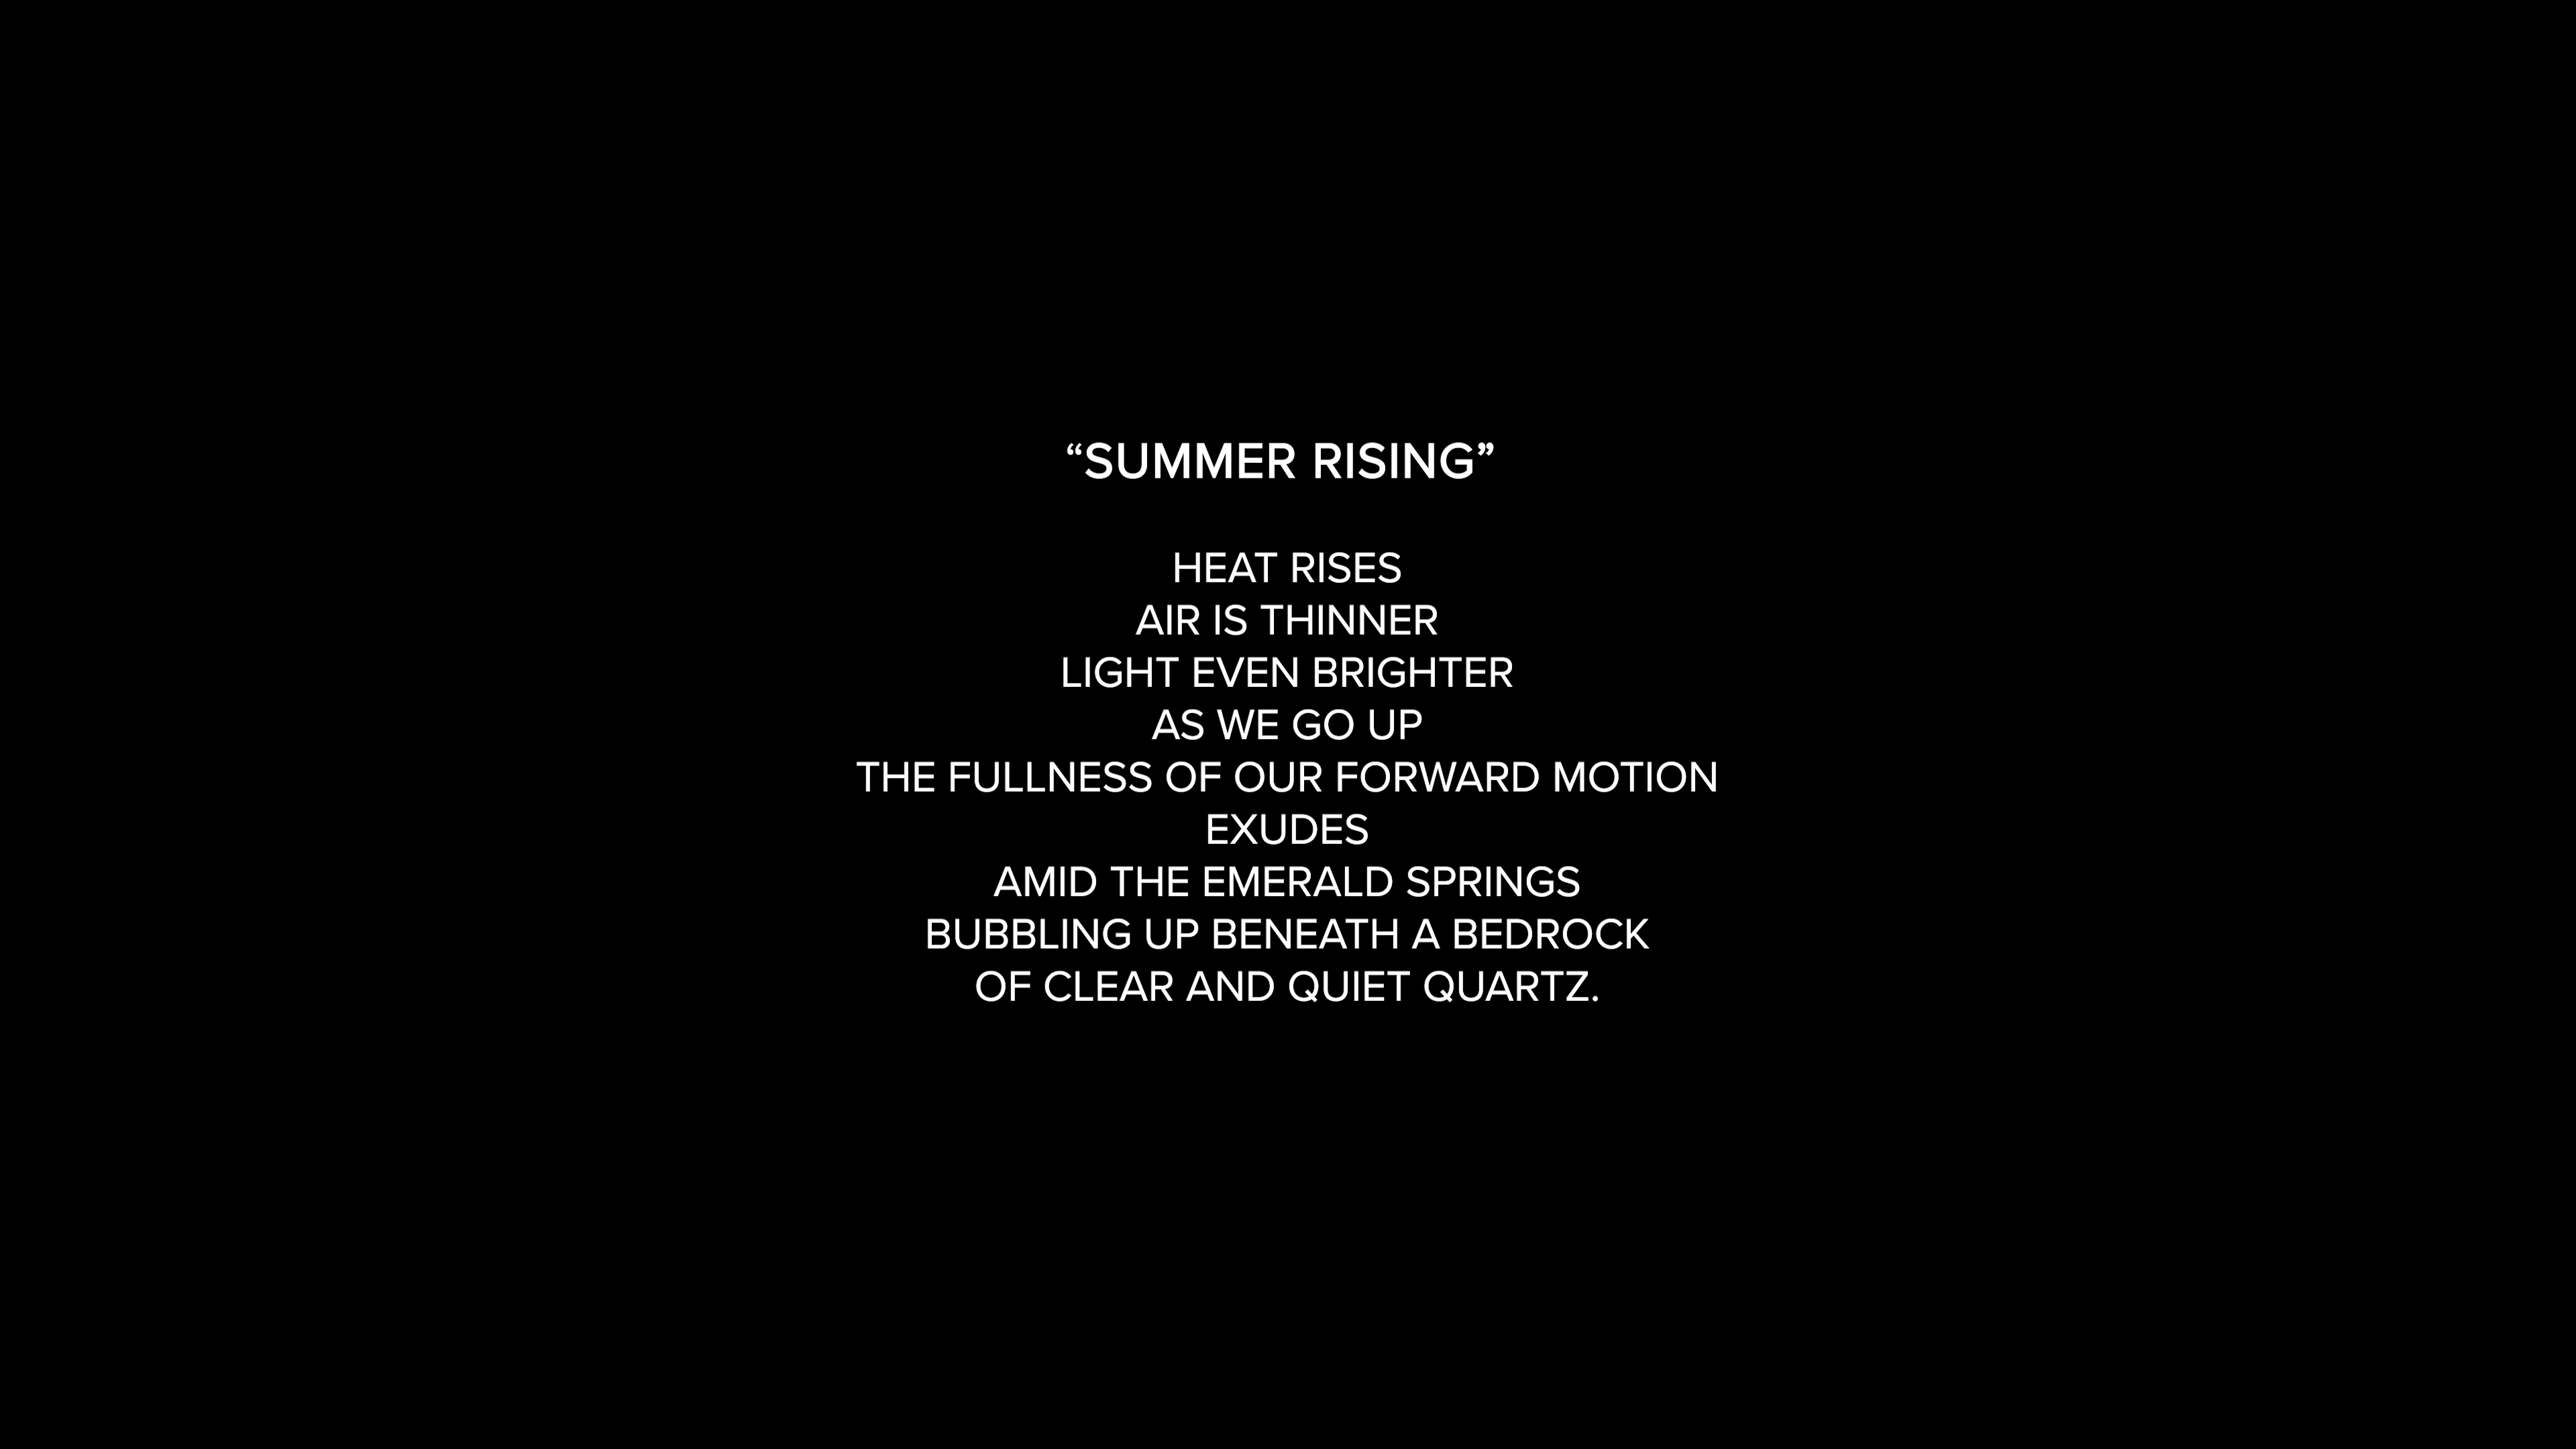 “SUMMER RISING”
HEAT RISES
AIR IS THINNER
LIGHT EVEN BRIGHTER
AS WE GO UP
THE FULLNESS OF OUR FORWARD MOTION
EXUDES
AMID THE EMERALD SPRINGS
BUBBLING UP BENEATH A BEDROCK
OF CLEAR AND QUIET QUARTZ.